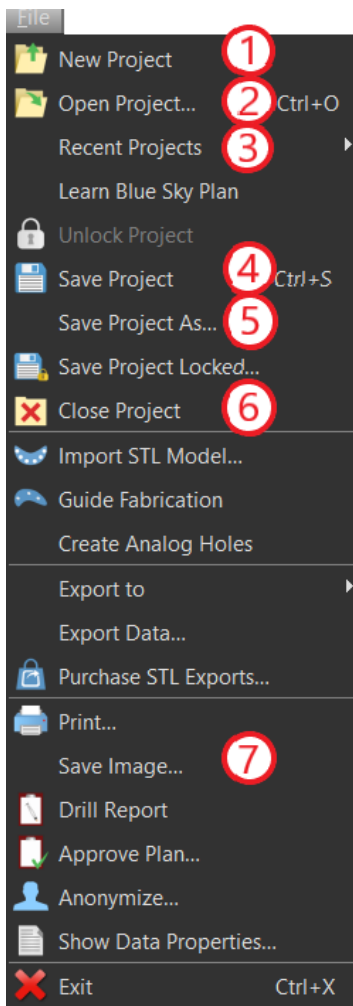 File
New Project 1
Open Project... 2 Ctrl+O
Recent Projects 3
Learn Blue Sky Plan
Unlock Project
Save Project 4 Ctrl+S
Save Project As... 5
Save Project Locked...
Close Project 6
Import STL Model...
Guide Fabrication
Create Analog Holes
Export to
Export Data...
Purchase STL Exports...
Print...
Save Image... 7
Drill Report
Approve Plan...
Anonymize...
Show Data Properties...
Exit Ctrl+X